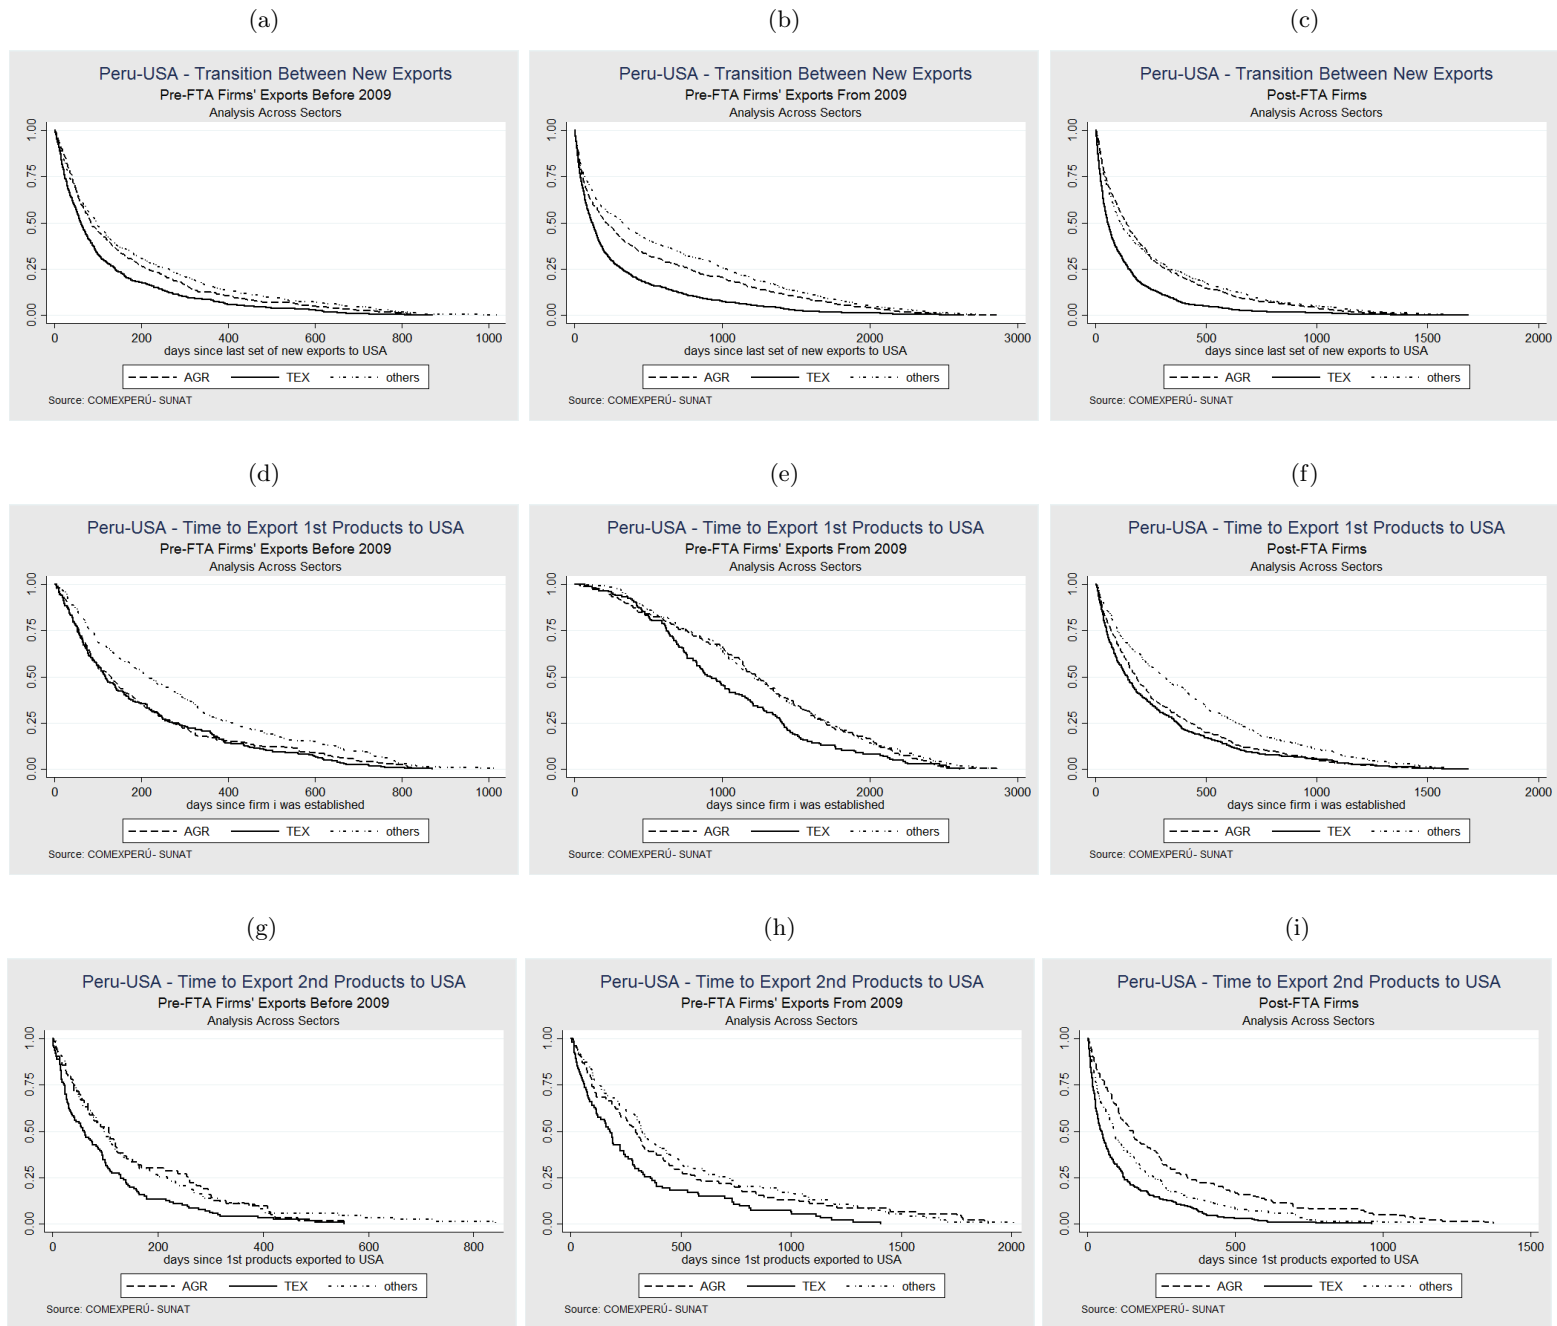 (a)
Peru-USA - Transition Between New Exports
Pre-FTA Firms' Exports Before 2009
Analysis Across Sectors
1.00
0.75
0.50
0.25
0.00
0 200 400 600 800 1000
days since last set of new exports to USA
AGR TEX others
Source: COMEXPERÚ- SUNAT
(b)
Peru-USA - Transition Between New Exports
Pre-FTA Firms' Exports From 2009
Analysis Across Sectors
1.00
0.75
0.50
0.25
0.00
0 1000 2000 3000
days since last set of new exports to USA
AGR TEX others
Source: COMEXPERÚ- SUNAT
(c)
Peru-USA - Transition Between New Exports
Post-FTA Firms
Analysis Across Sectors
1.00
0.75
0.50
0.25
0.00
0 500 1000 1500 2000
days since last set of new exports to USA
AGR TEX others
Source: COMEXPERÚ- SUNAT
(d)
Peru-USA - Time to Export 1st Products to USA
Pre-FTA Firms' Exports Before 2009
Analysis Across Sectors
1.00
0.75
0.50
0.25
0.00
0 200 400 600 800 1000
days since firm i was established
AGR TEX others
Source: COMEXPERÚ- SUNAT
(e)
Peru-USA - Time to Export 1st Products to USA
Pre-FTA Firms' Exports From 2009
Analysis Across Sectors
1.00
0.75
0.50
0.25
0.00
0 1000 2000 3000
days since firm i was established
AGR TEX others
Source: COMEXPERÚ- SUNAT
(f)
Peru-USA - Time to Export 1st Products to USA
Post-FTA Firms
Analysis Across Sectors
1.00
0.75
0.50
0.25
0.00
0 500 1000 1500 2000
days since firm i was established
AGR TEX others
Source: COMEXPERÚ- SUNAT
(g)
Peru-USA - Time to Export 2nd Products to USA
Pre-FTA Firms' Exports Before 2009
Analysis Across Sectors
1.00
0.75
0.50
0.25
0.00
0 200 400 600 800
days since 1st products exported to USA
AGR TEX others
Source: COMEXPERÚ- SUNAT
(h)
Peru-USA - Time to Export 2nd Products to USA
Pre-FTA Firms' Exports From 2009
Analysis Across Sectors
1.00
0.75
0.50
0.25
0.00
0 500 1000 1500 2000
days since 1st products exported to USA
AGR TEX others
Source: COMEXPERÚ- SUNAT
(i)
Peru-USA - Time to Export 2nd Products to USA
Post-FTA Firms
Analysis Across Sectors
1.00
0.75
0.50
0.25
0.00
0 500 1000 1500
days since 1st products exported to USA
AGR TEX others
Source: COMEXPERÚ- SUNAT